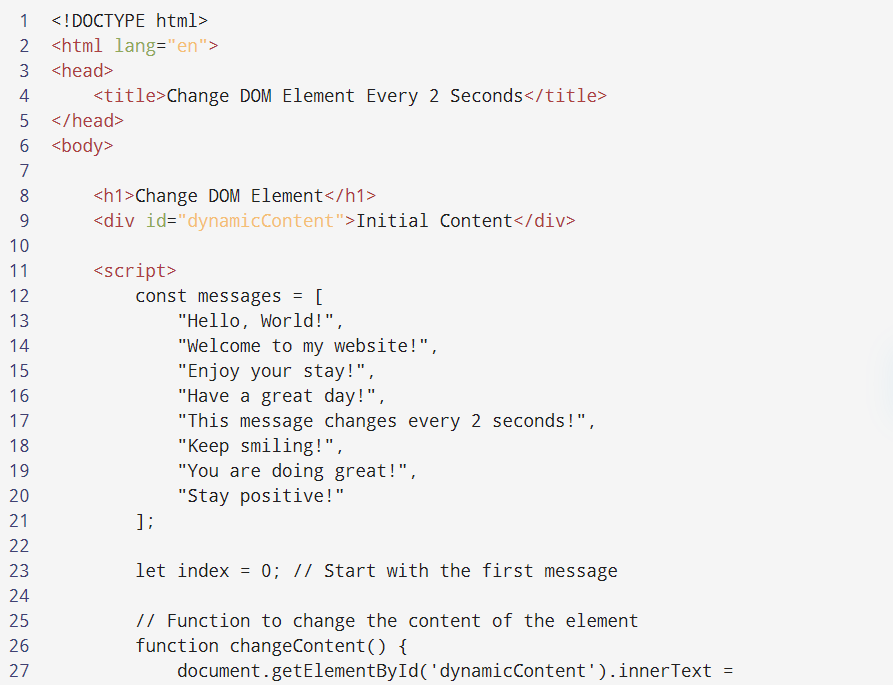 1 <!DOCTYPE html>
2 <html lang="en">
3 <head>
4     <title>Change DOM Element Every 2 Seconds</title>
5 </head>
6 <body>
7
8     <h1>Change DOM Element</h1>
9     <div id="dynamicContent">Initial Content</div>
10
11     <script>
12         const messages = [
13             "Hello, World!",
14             "Welcome to my website!",
15             "Enjoy your stay!",
16             "Have a great day!",
17             "This message changes every 2 seconds!",
18             "Keep smiling!",
19             "You are doing great!",
20             "Stay positive!"
21         ];
22
23         let index = 0; // Start with the first message
24
25         // Function to change the content of the element
26         function changeContent() {
27             document.getElementById('dynamicContent').innerText =